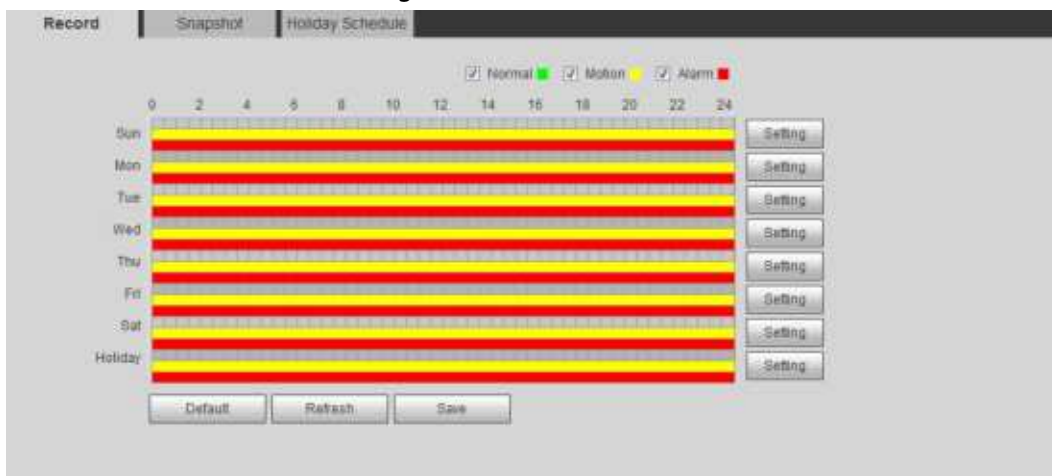 Record Snapshot Holiday Schedule
Normal Motion Alarm
0 2 4 6 8 10 12 14 16 18 20 22 24
Sun Setting
Mon Setting
Tue Setting
Wed Setting
Thu Setting
Fri Setting
Sat Setting
Holiday Setting
Default Refresh Save